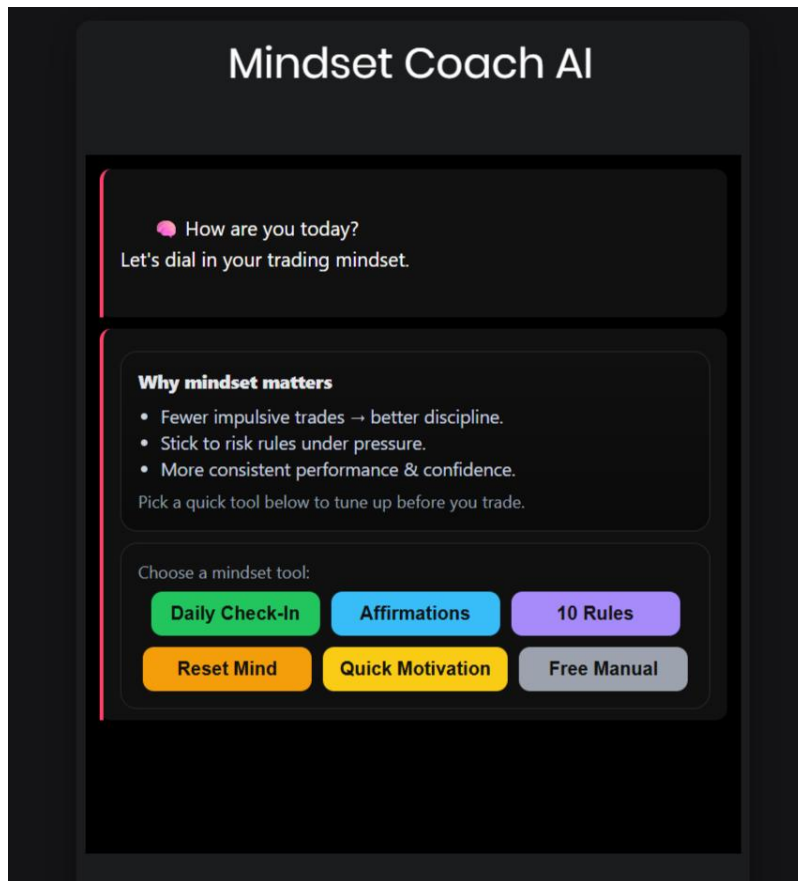 Mindset Coach AI
🧠 How are you today?
Let's dial in your trading mindset.
Why mindset matters
• Fewer impulsive trades → better discipline.
• Stick to risk rules under pressure.
• More consistent performance & confidence.
Pick a quick tool below to tune up before you trade.
Choose a mindset tool:
Daily Check-In Affirmations 10 Rules
Reset Mind Quick Motivation Free Manual